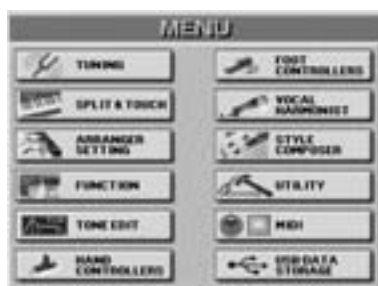 MENU
TUNING
SPLIT & TOUCH
ARRANGER
SETTING
FUNCTION
TONE EDIT
HAND
CONTROLLERS
FOOT
CONTROLLERS
VOCAL
HARMONIST
STYLE
COMPOSER
UTILITY
MIDI
USB DATA
STORAGE